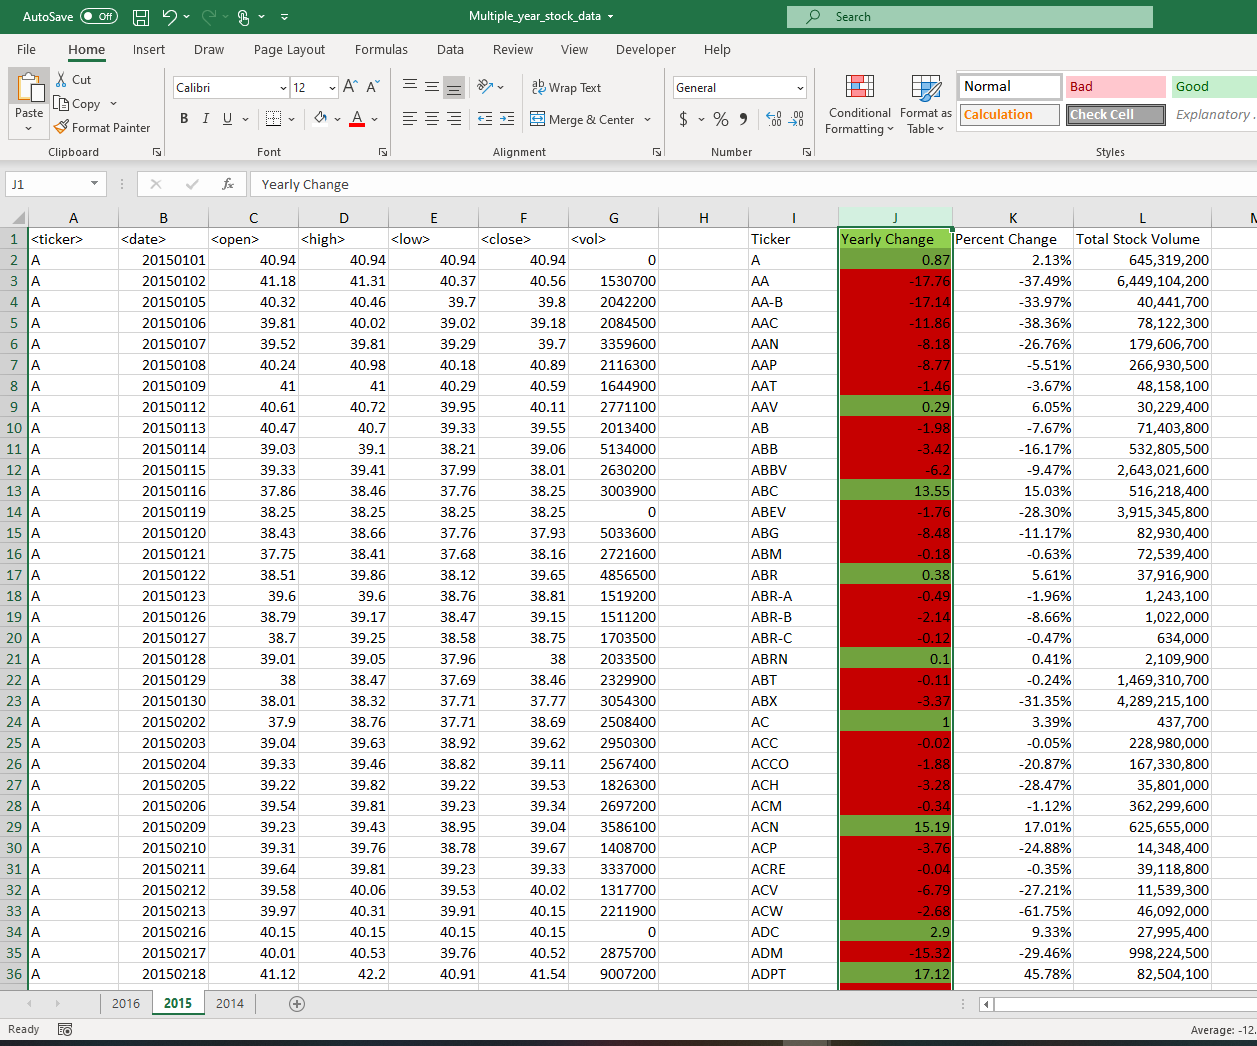 AutoSave Off Multiple_year_stock_data Search
File Home Insert Draw Page Layout Formulas Data Review View Developer Help
Paste
Cut
Copy
Format Painter
Clipboard
Calibri 12
B I U A
Font
Wrap Text
Merge & Center
Alignment
General
$ % 9
Number
Conditional Formatting
Format as Table
Normal Bad Good
Calculation Check Cell Explanatory .
Styles
J1 fx Yearly Change
A B C D E F G H I J K L
1 <ticker> <date> <open> <high> <low> <close> <vol> Ticker Yearly Change Percent Change Total Stock Volume
2 A 20150101 40.94 40.94 40.94 40.94 0 A 0.87 2.13% 645,319,200
3 A 20150102 41.18 41.31 40.37 40.56 1530700 AA -17.76 -37.49% 6,449,104,200
4 A 20150105 40.32 40.46 39.7 39.8 2042200 AA-B -17.14 -33.97% 40,441,700
5 A 20150106 39.81 40.02 39.02 39.18 2084500 AAC -11.86 -38.36% 78,122,300
6 A 20150107 39.52 39.81 39.29 39.7 3359600 AAN -8.18 -26.76% 179,606,700
7 A 20150108 40.24 40.98 40.18 40.89 2116300 AAP -8.77 -5.51% 266,930,500
8 A 20150109 41 41 40.29 40.59 1644900 AAT -1.46 -3.67% 48,158,100
9 A 20150112 40.61 40.72 39.95 40.11 2771100 AAV 0.29 6.05% 30,229,400
10 A 20150113 40.47 40.7 39.33 39.55 2013400 AB -1.98 -7.67% 71,403,800
11 A 20150114 39.03 39.1 38.21 39.06 5134000 ABB -3.42 -16.17% 532,805,500
12 A 20150115 39.33 39.41 37.99 38.01 2630200 ABBV -6.2 -9.47% 2,643,021,600
13 A 20150116 37.86 38.46 37.76 38.25 3003900 ABC 13.55 15.03% 516,218,400
14 A 20150119 38.25 38.25 38.25 38.25 0 ABEV -1.76 -28.30% 3,915,345,800
15 A 20150120 38.43 38.66 37.76 37.93 5033600 ABG -8.48 -11.17% 82,930,400
16 A 20150121 37.75 38.41 37.68 38.16 2721600 ABM -0.18 -0.63% 72,539,400
17 A 20150122 38.51 39.86 38.12 39.65 4856500 ABR 0.38 5.61% 37,916,900
18 A 20150123 39.6 39.6 38.76 38.81 1519200 ABR-A -0.49 -1.96% 1,243,100
19 A 20150126 38.79 39.17 38.47 39.15 1511200 ABR-B -2.14 -8.66% 1,022,000
20 A 20150127 38.7 39.25 38.58 38.75 1703500 ABR-C -0.12 -0.47% 634,000
21 A 20150128 39.01 39.05 37.96 38 2033500 ABRN 0.1 0.41% 2,109,900
22 A 20150129 38 38.47 37.69 38.46 2329900 ABT -0.11 -0.24% 1,469,310,700
23 A 20150130 38.01 38.32 37.71 37.77 3054300 ABX -3.37 -31.35% 4,289,215,100
24 A 20150202 37.9 38.76 37.71 38.69 2508400 AC 1 3.39% 437,700
25 A 20150203 39.04 39.63 38.92 39.62 2950300 ACC -0.02 -0.05% 228,980,000
26 A 20150204 39.33 39.46 38.82 39.11 2567400 ACCO -1.88 -20.87% 167,330,800
27 A 20150205 39.22 39.82 39.22 39.53 1826300 ACH -3.28 -28.47% 35,801,000
28 A 20150206 39.54 39.81 39.23 39.34 2697200 ACM -0.34 -1.12% 362,299,600
29 A 20150209 39.23 39.43 38.95 39.04 3586100 ACN 15.19 17.01% 625,655,000
30 A 20150210 39.31 39.76 38.78 39.67 1408700 ACP -3.76 -24.88% 14,348,400
31 A 20150211 39.64 39.81 39.23 39.33 3337000 ACRE -0.04 -0.35% 39,118,800
32 A 20150212 39.58 40.06 39.53 40.02 1317700 ACV -6.79 -27.21% 11,539,300
33 A 20150213 39.97 40.31 39.91 40.15 2211900 ACW -2.68 -61.75% 46,092,000
34 A 20150216 40.15 40.15 40.15 40.15 0 ADC 2.9 9.33% 27,995,400
35 A 20150217 40.01 40.53 39.76 40.52 2875700 ADM -15.32 -29.46% 998,224,500
36 A 20150218 41.12 42.2 40.91 41.54 9007200 ADPT 17.12 45.78% 82,504,100
2016 2015 2014
Ready Average: -12.